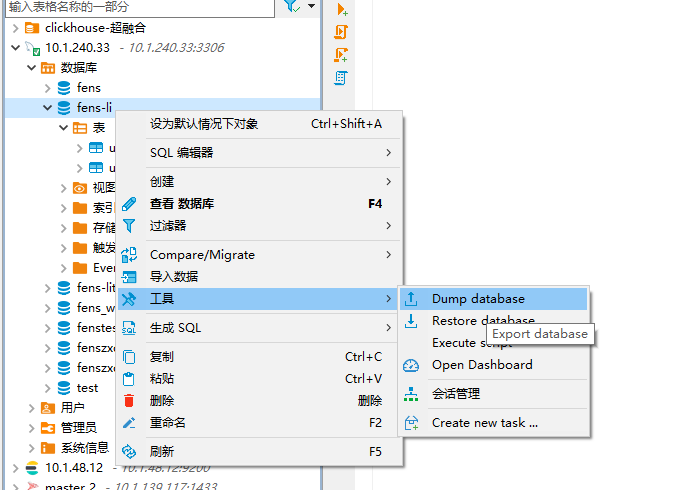 输入表格名称的一部分
clickhouse-超融合
10.1.240.33 - 10.1.240.33:3306
数据库
fens
fens-li
表
u
u
视图
索引
存储
触发
Even
fens-lit
fens_w
fenstes
fenszx
fenszx
test
用户
管理员
系统信息
10.1.48.12 - 10.1.48.12:9200
master 2 - 10.1.139.117:1433
设为默认情况下对象 Ctrl+Shift+A
SQL 编辑器
创建
查看 数据库 F4
过滤器
Compare/Migrate
导入数据
工具
生成 SQL
复制 Ctrl+C
粘贴 Ctrl+V
删除 删除
重命名 F2
刷新 F5
Dump database
Restore database
Export database
Execute script
Open Dashboard
会话管理
Create new task ...